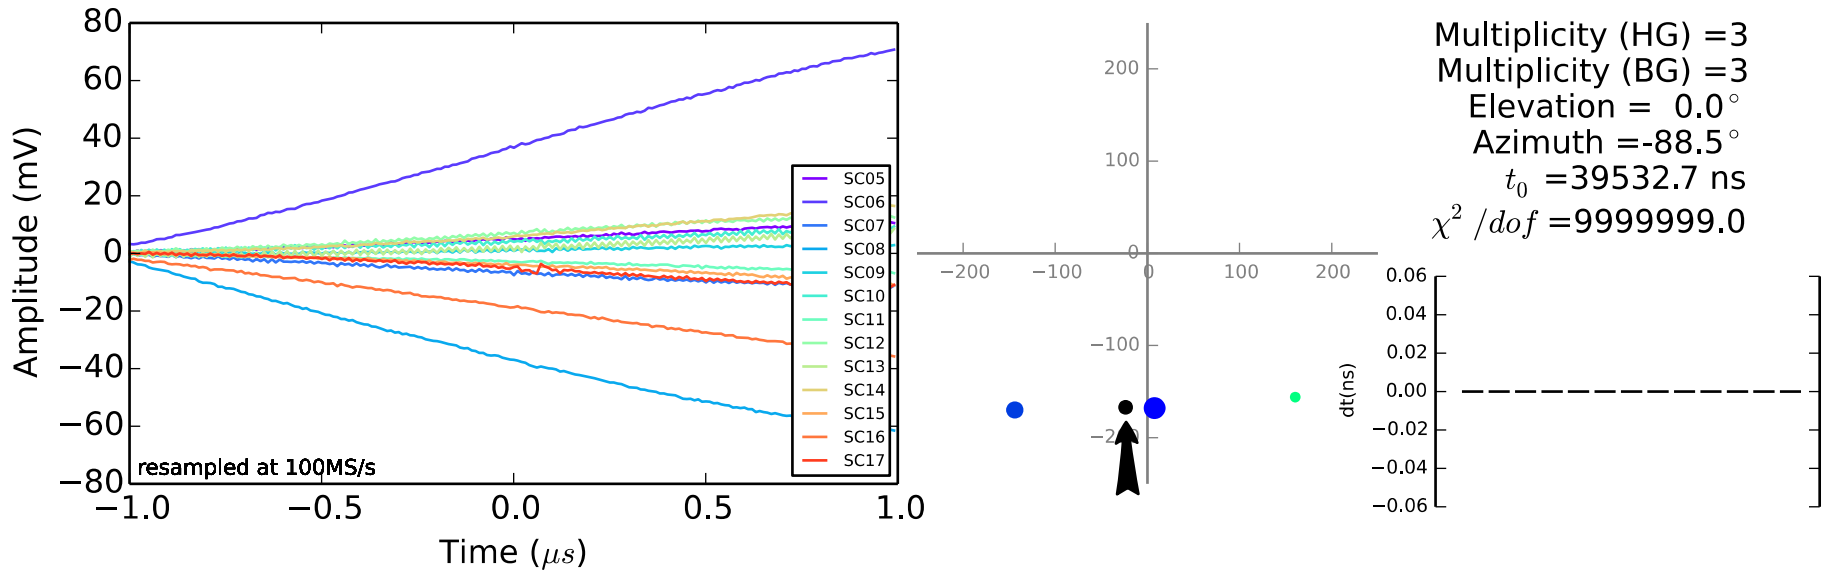 80
60
40
20
0
−20
−40
−60
−80
Amplitude (mV)
−1.0
−0.5
0.0
0.5
1.0
Time (μs)
resampled at 100MS/s
SC05
SC06
SC07
SC08
SC09
SC10
SC11
SC12
SC13
SC14
SC15
SC16
SC17
200
100
0
−100
−200
−100
0
100
200
Multiplicity (HG) =3
Multiplicity (BG) =3
Elevation = 0.0°
Azimuth =-88.5°
t₀ =39532.7 ns
χ² /dof =9999999.0
0.06
0.04
0.02
0.00
−0.02
−0.04
−0.06
dt(ns)